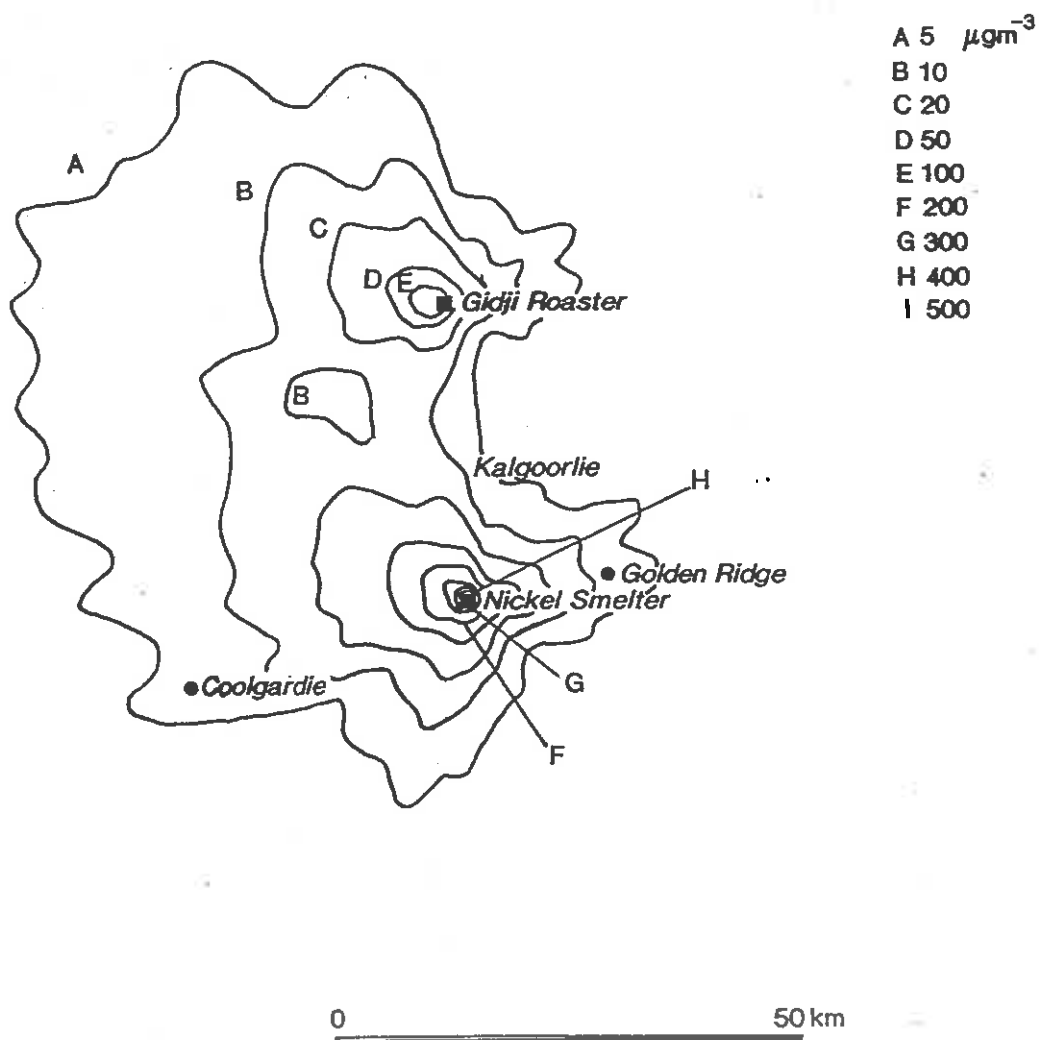 A 5 µgm⁻³
B 10
C 20
D 50
E 100
F 200
G 300
H 400
I 500
A
B
C
D E
Gidji Roaster
B
Kalgoorlie
H
Golden Ridge
Nickel Smelter
G
Coolgardie
F
0 50 km